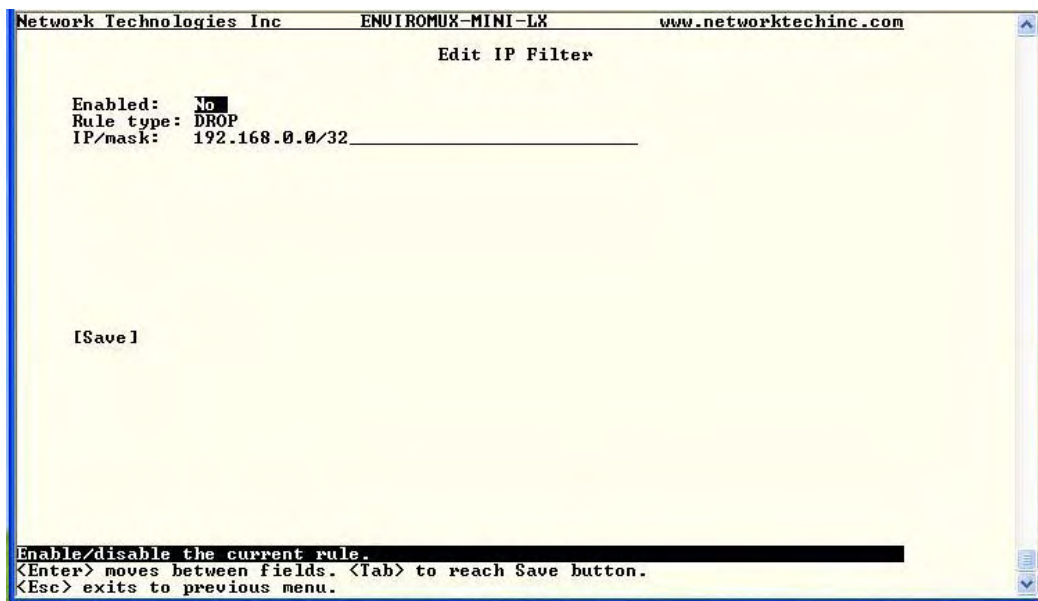 Network Technologies Inc ENVIROMUX-MINI-LX www.networktechinc.com
Edit IP Filter
Enabled: No
Rule type: DROP
IP/mask: 192.168.0.0/32
[Save]
Enable/disable the current rule.
<Enter> moves between fields. <Tab> to reach Save button.
<Esc> exits to previous menu.